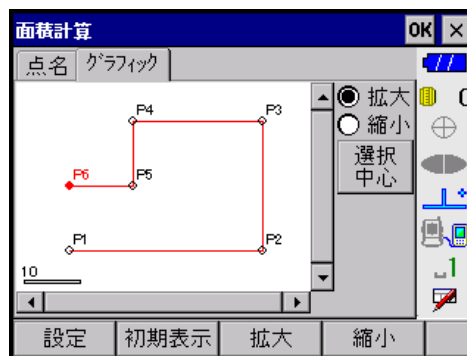 面積計算 OK ×
点名 グラフィック
拡大
縮小
選択
中心
P4 P3
P6 P5
P1 P2
10
1
設定 初期表示 拡大 縮小